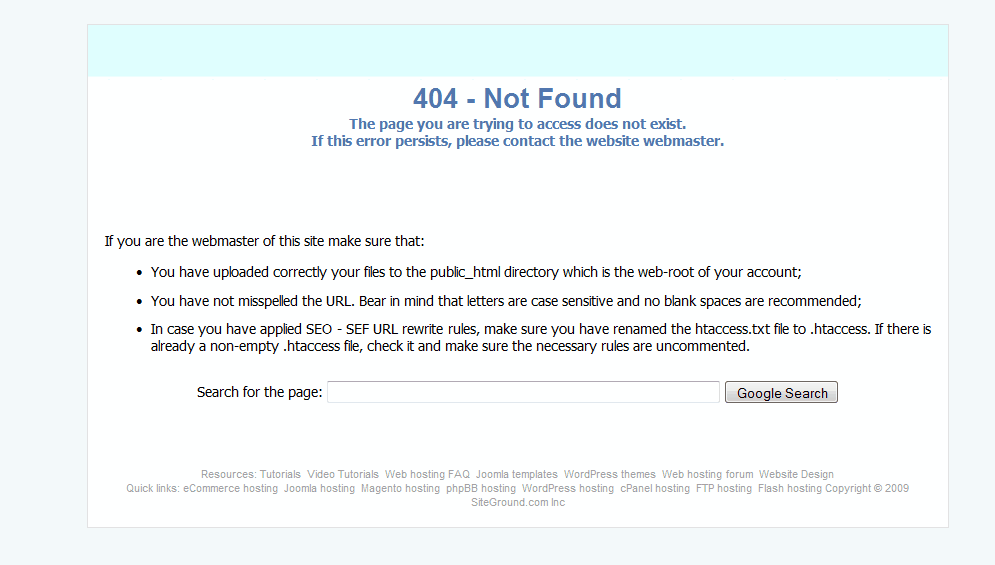 404 - Not Found
The page you are trying to access does not exist.
If this error persists, please contact the website webmaster.
If you are the webmaster of this site make sure that:
• You have uploaded correctly your files to the public_html directory which is the web-root of your account;
• You have not misspelled the URL. Bear in mind that letters are case sensitive and no blank spaces are recommended;
• In case you have applied SEO - SEF URL rewrite rules, make sure you have renamed the htaccess.txt file to .htaccess. If there is
already a non-empty .htaccess file, check it and make sure the necessary rules are uncommented.
Search for the page: Google Search
Resources: Tutorials Video Tutorials Web hosting FAQ Joomla templates WordPress themes Web hosting forum Website Design
Quick links: eCommerce hosting Joomla hosting Magento hosting phpBB hosting WordPress hosting cPanel hosting FTP hosting Flash hosting Copyright © 2009
SiteGround.com Inc